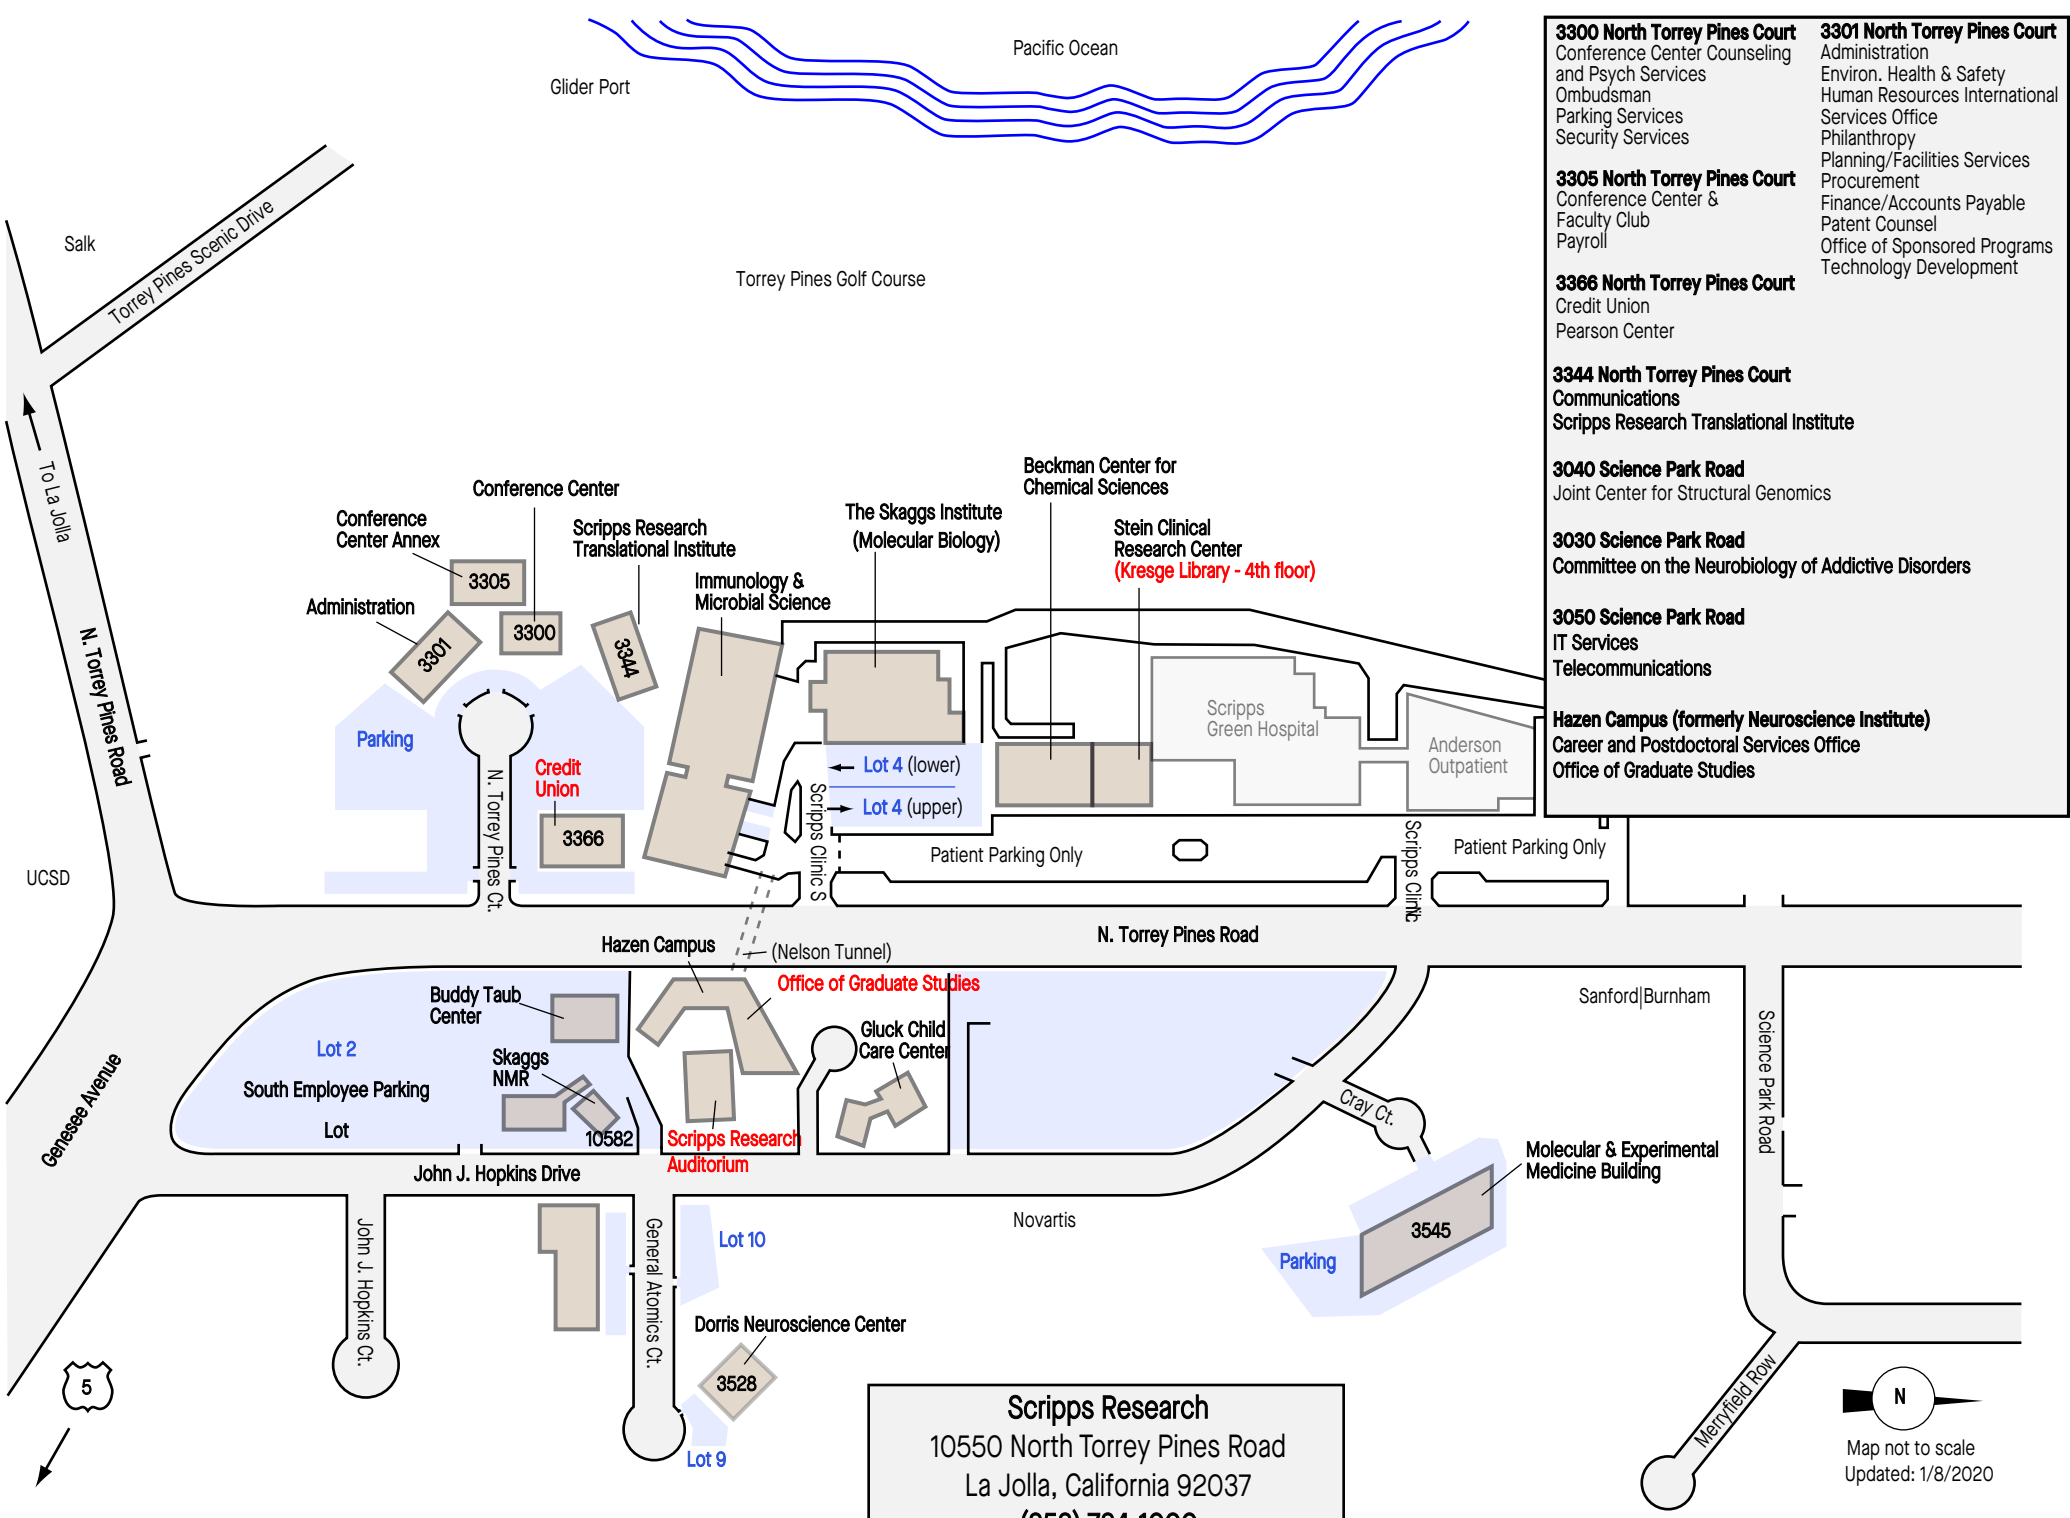 Pacific Ocean
Glider Port
Salk
Torrey Pines Scenic Drive
Torrey Pines Golf Course
To La Jolla
N. Torrey Pines Road
UCSD
Conference Center
Conference
Center Annex
Scripps Research
Translational Institute
Administration
3305
3300
3301
3344
Immunology &
Microbial Science
The Skaggs Institute
(Molecular Biology)
Beckman Center for
Chemical Sciences
Stein Clinical
Research Center
(Kresge Library - 4th floor)
Parking
Credit
Union
3366
N. Torrey Pines Ct.
Lot 4 (lower)
Lot 4 (upper)
Scripps Clinic S
Scripps
Green Hospital
Anderson
Outpatient
Patient Parking Only
Scripps Clinic
Patient Parking Only
N. Torrey Pines Road
Hazen Campus
(Nelson Tunnel)
Office of Graduate Studies
Buddy Taub
Center
Lot 2
South Employee Parking
Lot
Skaggs
NMR
10582
Gluck Child
Care Center
Scripps Research
Auditorium
Genesee Avenue
John J. Hopkins Drive
John J. Hopkins Ct.
General Atomics Ct.
Lot 10
Dorris Neuroscience Center
3528
Lot 9
Novartis
Cray Ct.
Sanford|Burnham
Science Park Road
Molecular & Experimental
Medicine Building
3545
Parking
Merryfield Row
5
N
Map not to scale
Updated: 1/8/2020
Scripps Research
10550 North Torrey Pines Road
La Jolla, California 92037
3300 North Torrey Pines Court
Conference Center Counseling
and Psych Services
Ombudsman
Parking Services
Security Services
3305 North Torrey Pines Court
Conference Center &
Faculty Club
Payroll
3366 North Torrey Pines Court
Credit Union
Pearson Center
3344 North Torrey Pines Court
Communications
Scripps Research Translational Institute
3040 Science Park Road
Joint Center for Structural Genomics
3030 Science Park Road
Committee on the Neurobiology of Addictive Disorders
3050 Science Park Road
IT Services
Telecommunications
Hazen Campus (formerly Neuroscience Institute)
Career and Postdoctoral Services Office
Office of Graduate Studies
3301 North Torrey Pines Court
Administration
Environ. Health & Safety
Human Resources International
Services Office
Philanthropy
Planning/Facilities Services
Procurement
Finance/Accounts Payable
Patent Counsel
Office of Sponsored Programs
Technology Development